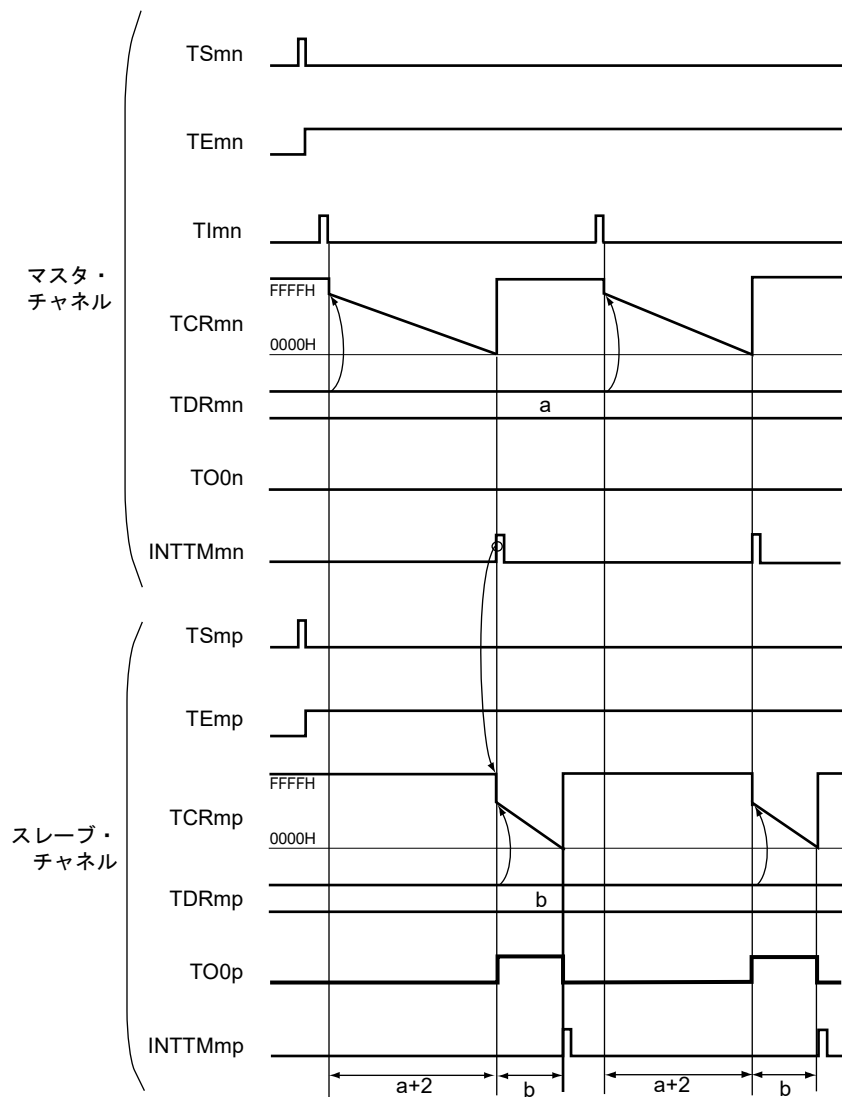 マスタ・
チャネル
TSmn
TEmn
TImn
FFFFH
TCRmn
0000H
TDRmn
a
TO0n
INTTMmn
スレーブ・
チャネル
TSmp
TEmp
FFFFH
TCRmp
0000H
TDRmp
b
TO0p
INTTMmp
a+2
b
a+2
b